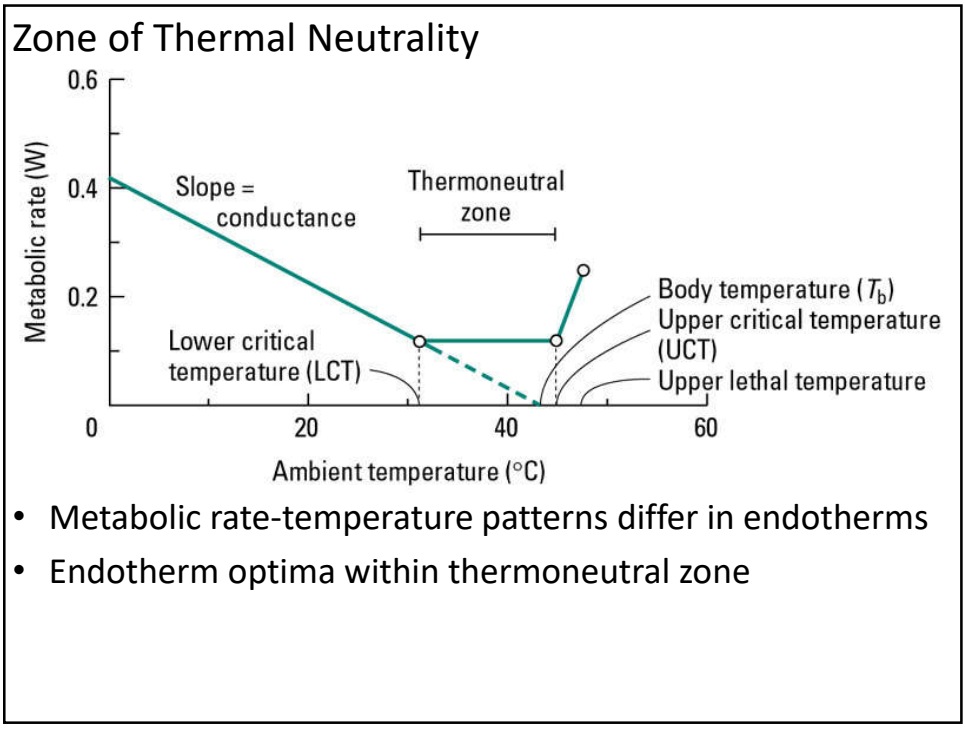 Zone of Thermal Neutrality
0.6
0.4
0.2
Metabolic rate (W)
Slope =
conductance
Thermoneutral
zone
Lower critical
temperature (LCT)
Body temperature (Tb)
Upper critical temperature
(UCT)
Upper lethal temperature
0 20 40 60
Ambient temperature (°C)
• Metabolic rate-temperature patterns differ in endotherms
• Endotherm optima within thermoneutral zone